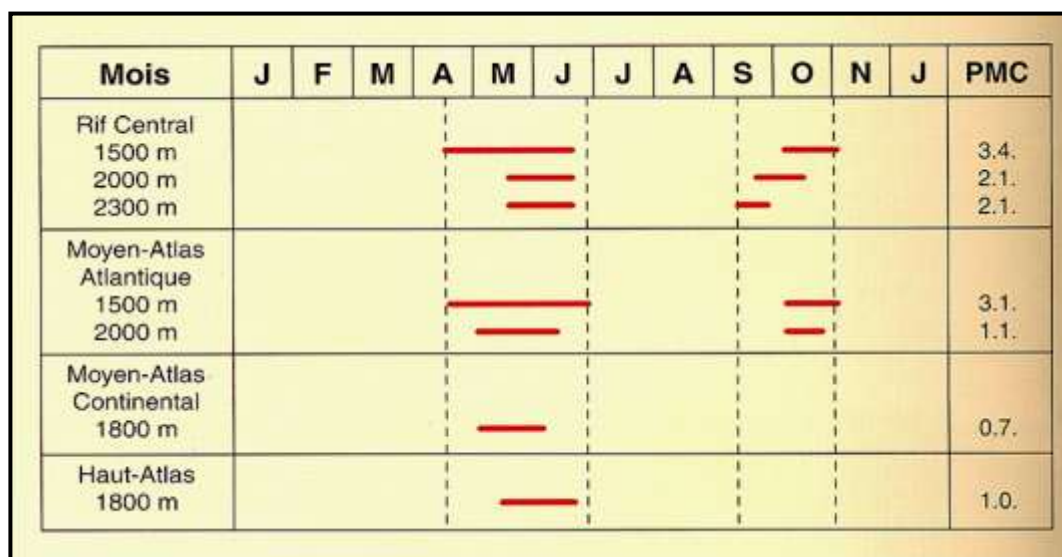 Mois J F M A M J J A S O N J PMC
Rif Central
1500 m 3.4.
2000 m 2.1.
2300 m 2.1.
Moyen-Atlas
Atlantique
1500 m 3.1.
2000 m 1.1.
Moyen-Atlas
Continental
1800 m 0.7.
Haut-Atlas
1800 m 1.0.